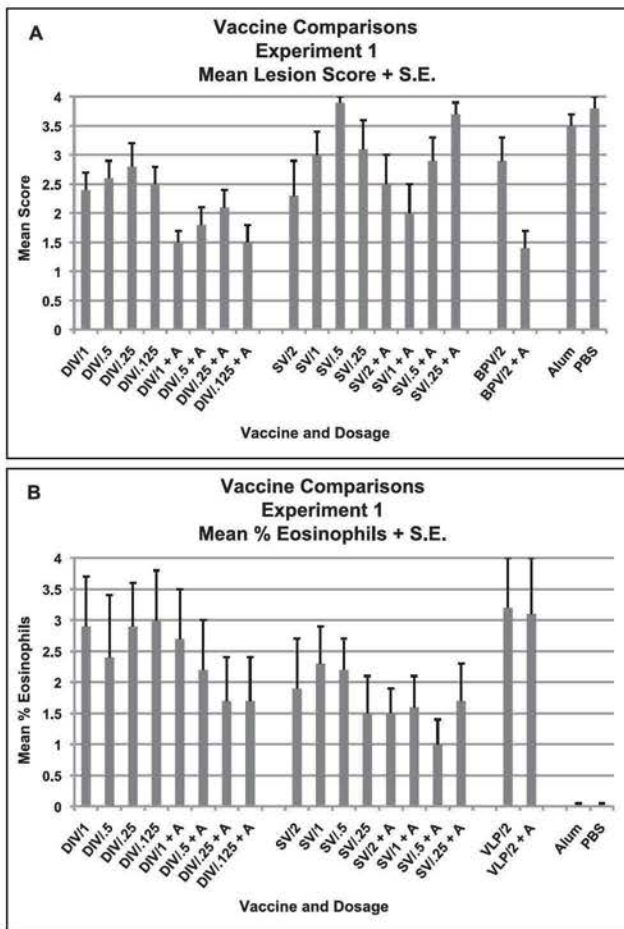 A
Vaccine Comparisons
Experiment 1
Mean Lesion Score + S.E.
Mean Score
4
3.5
3
2.5
2
1.5
1
0.5
0
DIV/1
DIV/.5
DIV/.25
DIV/.125
DIV/1 + A
DIV/.5 + A
DIV/.25 + A
DIV/.125 + A
SV/2
SV/1
SV/.5
SV/.25
SV/2 + A
SV/1 + A
SV/.5 + A
SV/.25 + A
BPV/2
BPV/2 + A
Alum
PBS
Vaccine and Dosage
B
Vaccine Comparisons
Experiment 1
Mean % Eosinophils + S.E.
Mean % Eosinophils
4
3.5
3
2.5
2
1.5
1
0.5
0
DIV/1
DIV/.5
DIV/.25
DIV/.125
DIV/1 + A
DIV/.5 + A
DIV/.25 + A
DIV/.125 + A
SV/2
SV/1
SV/.5
SV/.25
SV/2 + A
SV/1 + A
SV/.5 + A
SV/.25 + A
VLP/2
VLP/2 + A
Alum
PBS
Vaccine and Dosage